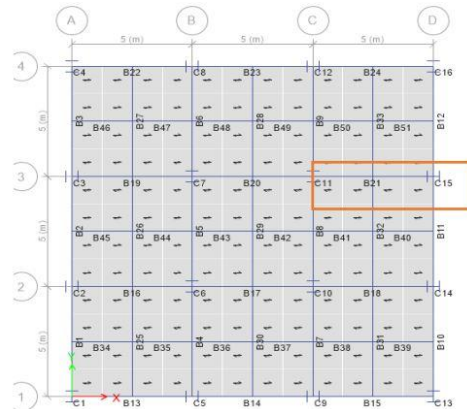 A B C D
5 (m) 5 (m) 5 (m)
4 C4 B22 C8 B23 C12 B24 C16
5 (m) B3 B27 B6 B28 B9 B33 B12
B46 B47 B48 B49 B50 B51
3 C3 B19 C7 B20 C11 B21 C15
5 (m) B2 B26 B5 B29 B8 B32 B11
B45 B44 B43 B42 B41 B40
2 C2 B16 C6 B17 C10 B18 C14
5 (m) B1 B25 B4 B30 B7 B31 B10
B34 B35 B36 B37 B38 B39
Y
1 C1 X B13 C5 B14 C9 B15 C13